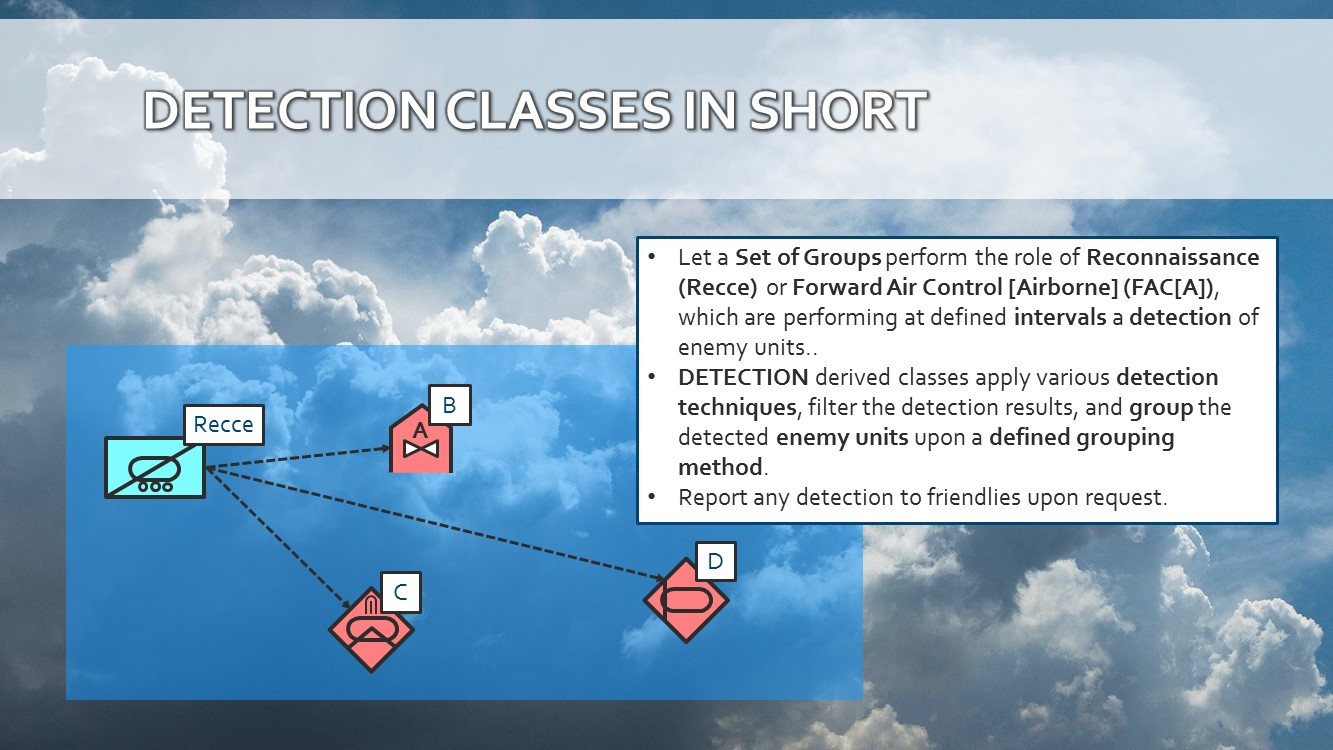 DETECTION CLASSES IN SHORT
• Let a Set of Groups perform the role of Reconnaissance
(Recce) or Forward Air Control [Airborne] (FAC[A]),
which are performing at defined intervals a detection of
enemy units..
• DETECTION derived classes apply various detection
techniques, filter the detection results, and group the
detected enemy units upon a defined grouping
method.
• Report any detection to friendlies upon request.
Recce
B
A
C
D